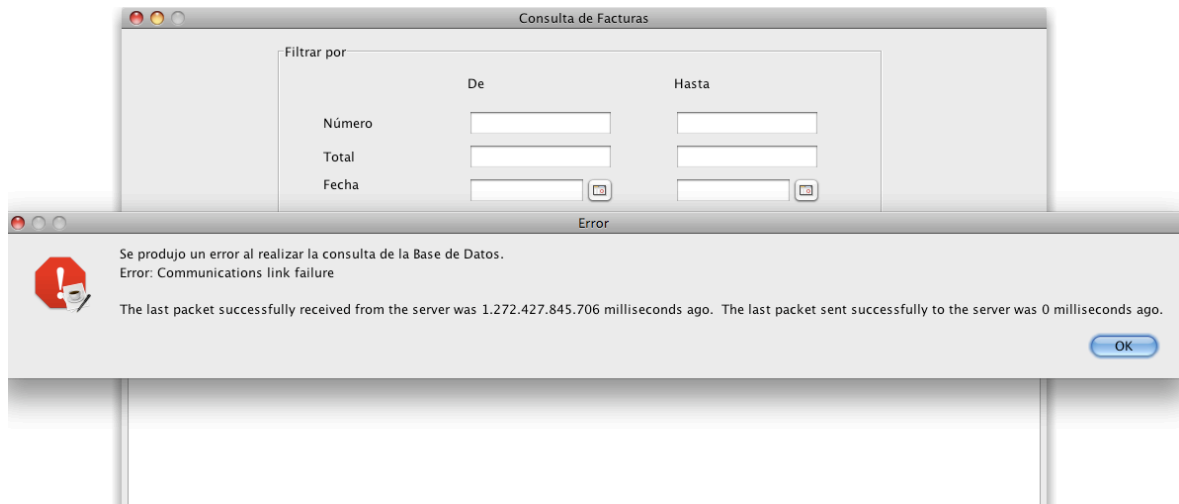 Consulta de Facturas
Filtrar por
De Hasta
Número
Total
Fecha
Error
Se produjo un error al realizar la consulta de la Base de Datos.
Error: Communications link failure
The last packet successfully received from the server was 1.272.427.845.706 milliseconds ago.  The last packet sent successfully to the server was 0 milliseconds ago.
OK